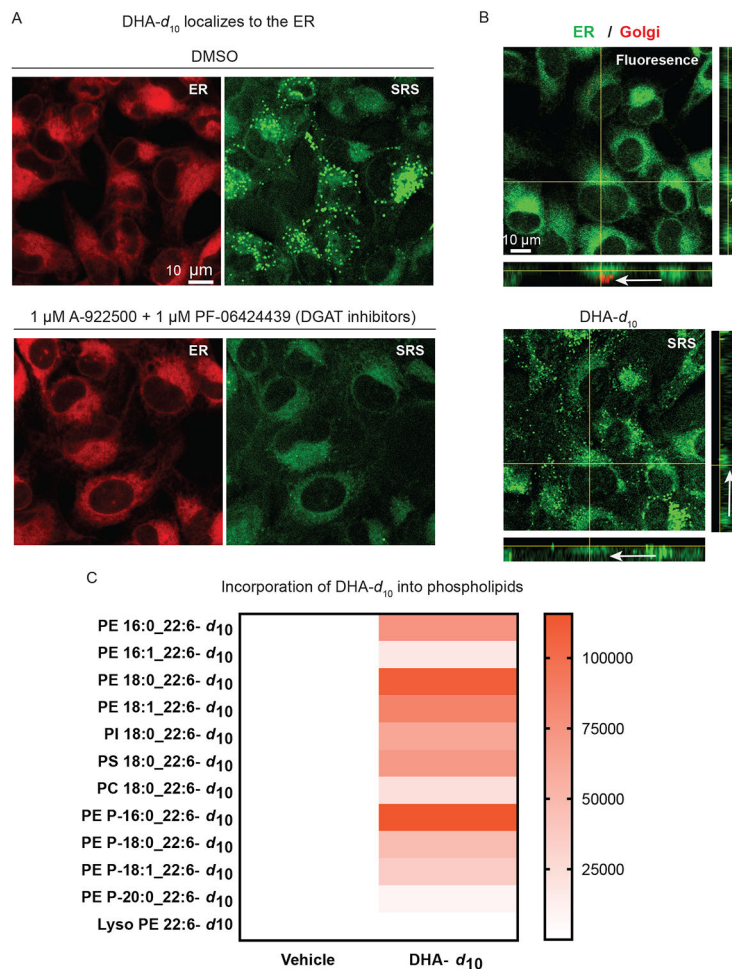 A
DHA-d10 localizes to the ER
DMSO
ER
SRS
10 µm
1 µM A-922500 + 1 µM PF-06424439 (DGAT inhibitors)
ER
SRS
B
ER / Golgi
Fluoresence
10 µm
DHA-d10
SRS
C
Incorporation of DHA-d10 into phospholipids
PE 16:0_22:6- d10
PE 16:1_22:6- d10
PE 18:0_22:6- d10
PE 18:1_22:6- d10
PI 18:0_22:6- d10
PS 18:0_22:6- d10
PC 18:0_22:6- d10
PE P-16:0_22:6- d10
PE P-18:0_22:6- d10
PE P-18:1_22:6- d10
PE P-20:0_22:6- d10
Lyso PE 22:6- d10
Vehicle
DHA- d10
100000
75000
50000
25000